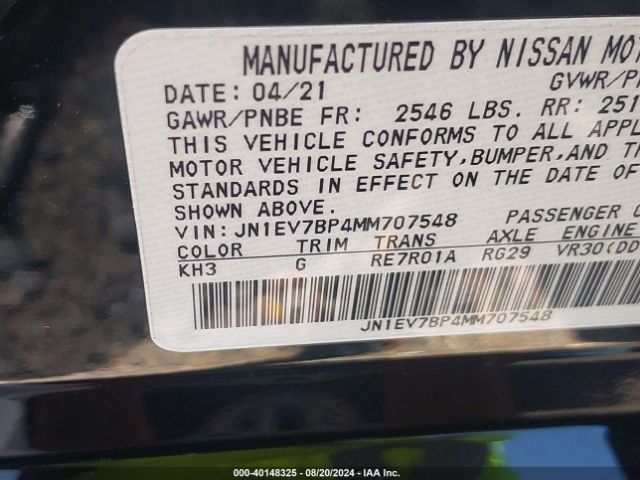 MANUFACTURED BY NISSAN MOT
DATE: 04/21 GVWR/P
GAWR/PNBE FR: 2546 LBS. RR: 251
THIS VEHICLE CONFORMS TO ALL APPL
MOTOR VEHICLE SAFETY, BUMPER, AND TH
STANDARDS IN EFFECT ON THE DATE OF
SHOWN ABOVE.
VIN: JN1EV7BP4MM707548 PASSENGER C
COLOR TRIM TRANS AXLE ENGINE
KH3 G RE7R01A RG29 VR30(DD
JN1EV7BP4MM707548
000-40148325 - 08/20/2024 - IAA Inc.